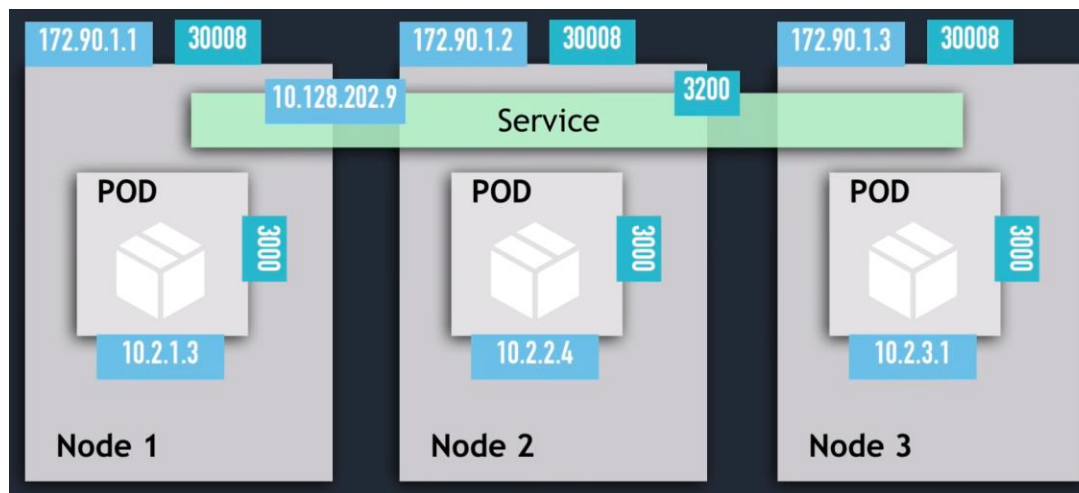 172.90.1.1 30008 172.90.1.2 30008 172.90.1.3 30008
10.128.202.9 3200
Service
POD POD POD
3000 3000 3000
10.2.1.3 10.2.2.4 10.2.3.1
Node 1 Node 2 Node 3